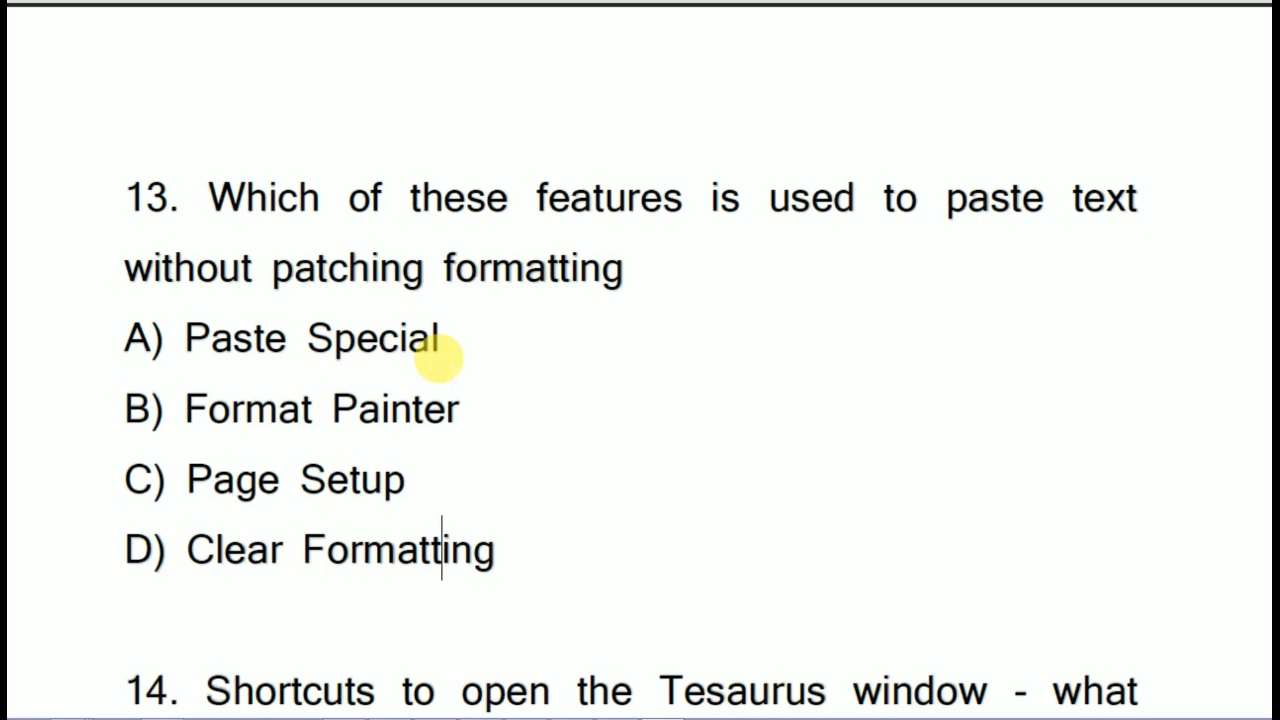 13. Which of these features is used to paste text
without patching formatting
A) Paste Special
B) Format Painter
C) Page Setup
D) Clear Formatting
14. Shortcuts to open the Tesaurus window - what